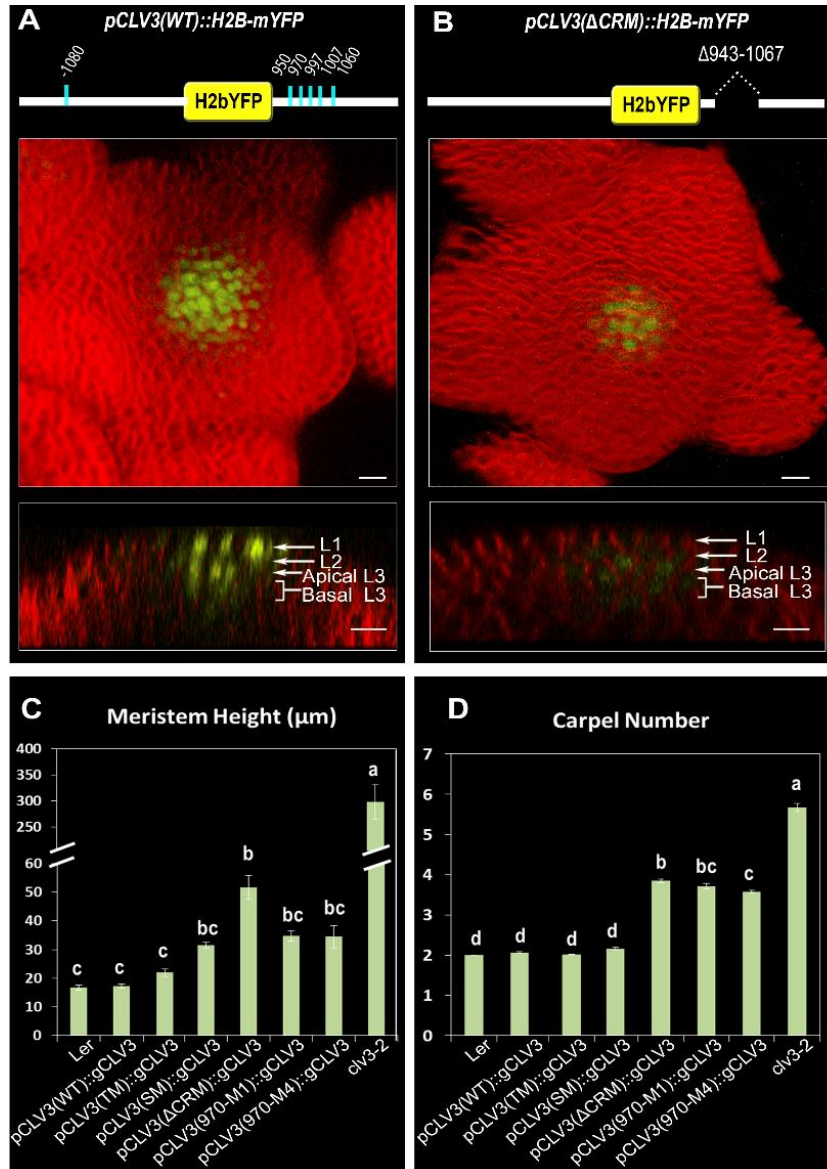 A
pCLV3(WT)::H2B-mYFP
-1080
950
970
997
1007
1060
H2bYFP
L1
L2
Apical L3
Basal L3
B
pCLV3(ΔCRM)::H2B-mYFP
Δ943-1067
H2bYFP
L1
L2
Apical L3
Basal L3
C
Meristem Height (µm)
400
350
300
250
60
50
40
30
20
10
0
c
c
c
bc
b
bc
bc
a
Ler
pCLV3(WT)::gCLV3
pCLV3(TM)::gCLV3
pCLV3(SM)::gCLV3
pCLV3(ΔCRM)::gCLV3
pCLV3(970-M1)::gCLV3
pCLV3(970-M4)::gCLV3
clv3-2
D
Carpel Number
7
6
5
4
3
2
1
0
d
d
d
d
b
bc
c
a
Ler
pCLV3(WT)::gCLV3
pCLV3(TM)::gCLV3
pCLV3(SM)::gCLV3
pCLV3(ΔCRM)::gCLV3
pCLV3(970-M1)::gCLV3
pCLV3(970-M4)::gCLV3
clv3-2